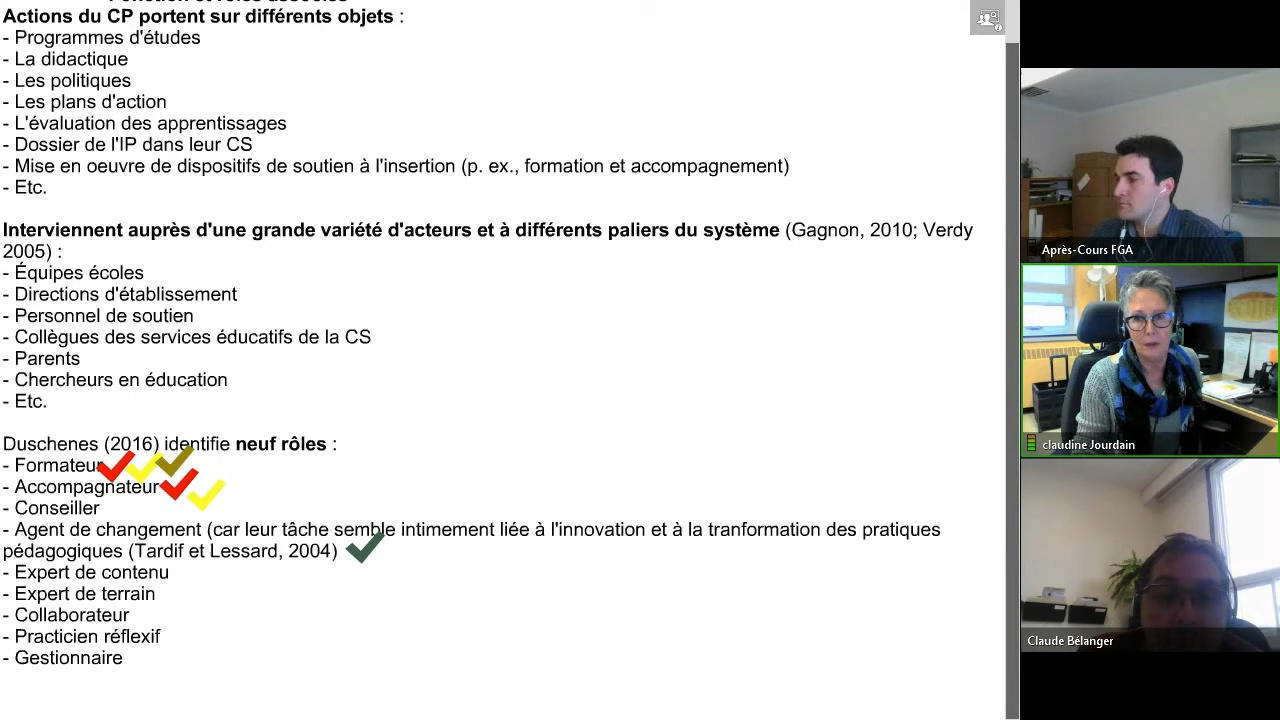 Fonction et rôles associés
Actions du CP portent sur différents objets :
- Programmes d'études
- La didactique
- Les politiques
- Les plans d'action
- L'évaluation des apprentissages
- Dossier de l'IP dans leur CS
- Mise en oeuvre de dispositifs de soutien à l'insertion (p. ex., formation et accompagnement)
- Etc.
Interviennent auprès d'une grande variété d'acteurs et à différents paliers du système (Gagnon, 2010; Verdy
2005) :
- Équipes écoles
- Directions d'établissement
- Personnel de soutien
- Collègues des services éducatifs de la CS
- Parents
- Chercheurs en éducation
- Etc.
Duschenes (2016) identifie neuf rôles :
- Formateur
- Accompagnateur
- Conseiller
- Agent de changement (car leur tâche semble intimement liée à l'innovation et à la tranformation des pratiques
pédagogiques (Tardif et Lessard, 2004)
- Expert de contenu
- Expert de terrain
- Collaborateur
- Practicien réflexif
- Gestionnaire
Après-Cours FGA
claudine Jourdain
Claude Bélanger